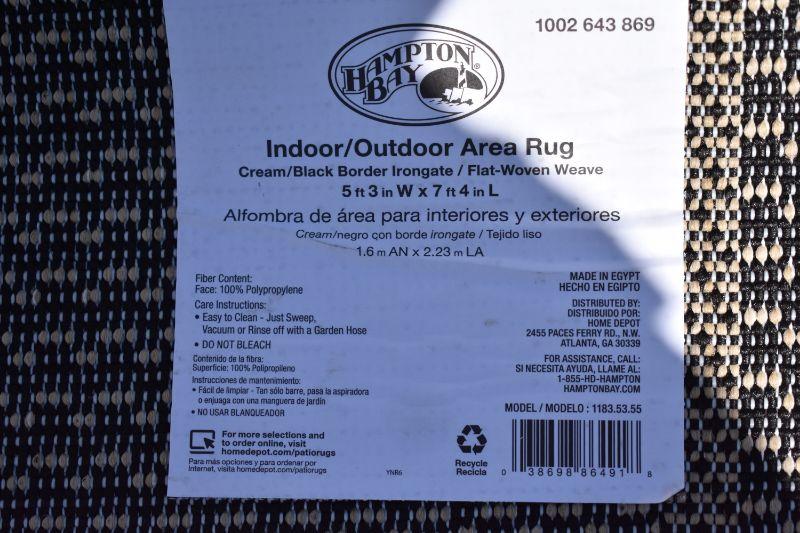 1002 643 869
HAMPTON
BAY®
Indoor/Outdoor Area Rug
Cream/Black Border Irongate / Flat-Woven Weave
5 ft 3 in W x 7 ft 4 in L
Alfombra de área para interiores y exteriores
Cream/negro con borde irongate / Tejido liso
1.6 m AN x 2.23 m LA
Fiber Content:
Face: 100% Polypropylene
Care Instructions:
• Easy to Clean - Just Sweep,
Vacuum or Rinse off with a Garden Hose
• DO NOT BLEACH
Contenido de la fibra:
Superficie: 100% Polipropileno
Instrucciones de mantenimiento:
• Fácil de limpiar - Tan sólo barre, pasa la aspiradora
o enjuaga con una manguera de jardín
• NO USAR BLANQUEADOR
For more selections and
to order online, visit
homedepot.com/patiorugs
Para más opciones y para ordenar por
Internet, visita homedepot.com/patiorugs
YNR6
MADE IN EGYPT
HECHO EN EGIPTO
DISTRIBUTED BY:
DISTRIBUIDO POR:
HOME DEPOT
2455 PACES FERRY RD., N.W.
ATLANTA, GA 30339
FOR ASSISTANCE, CALL:
SI NECESITA AYUDA, LLAME AL:
1-855-HD-HAMPTON
HAMPTONBAY.COM
MODEL / MODELO : 1183.53.55
Recycle
Recicla
0 38698 86491 8